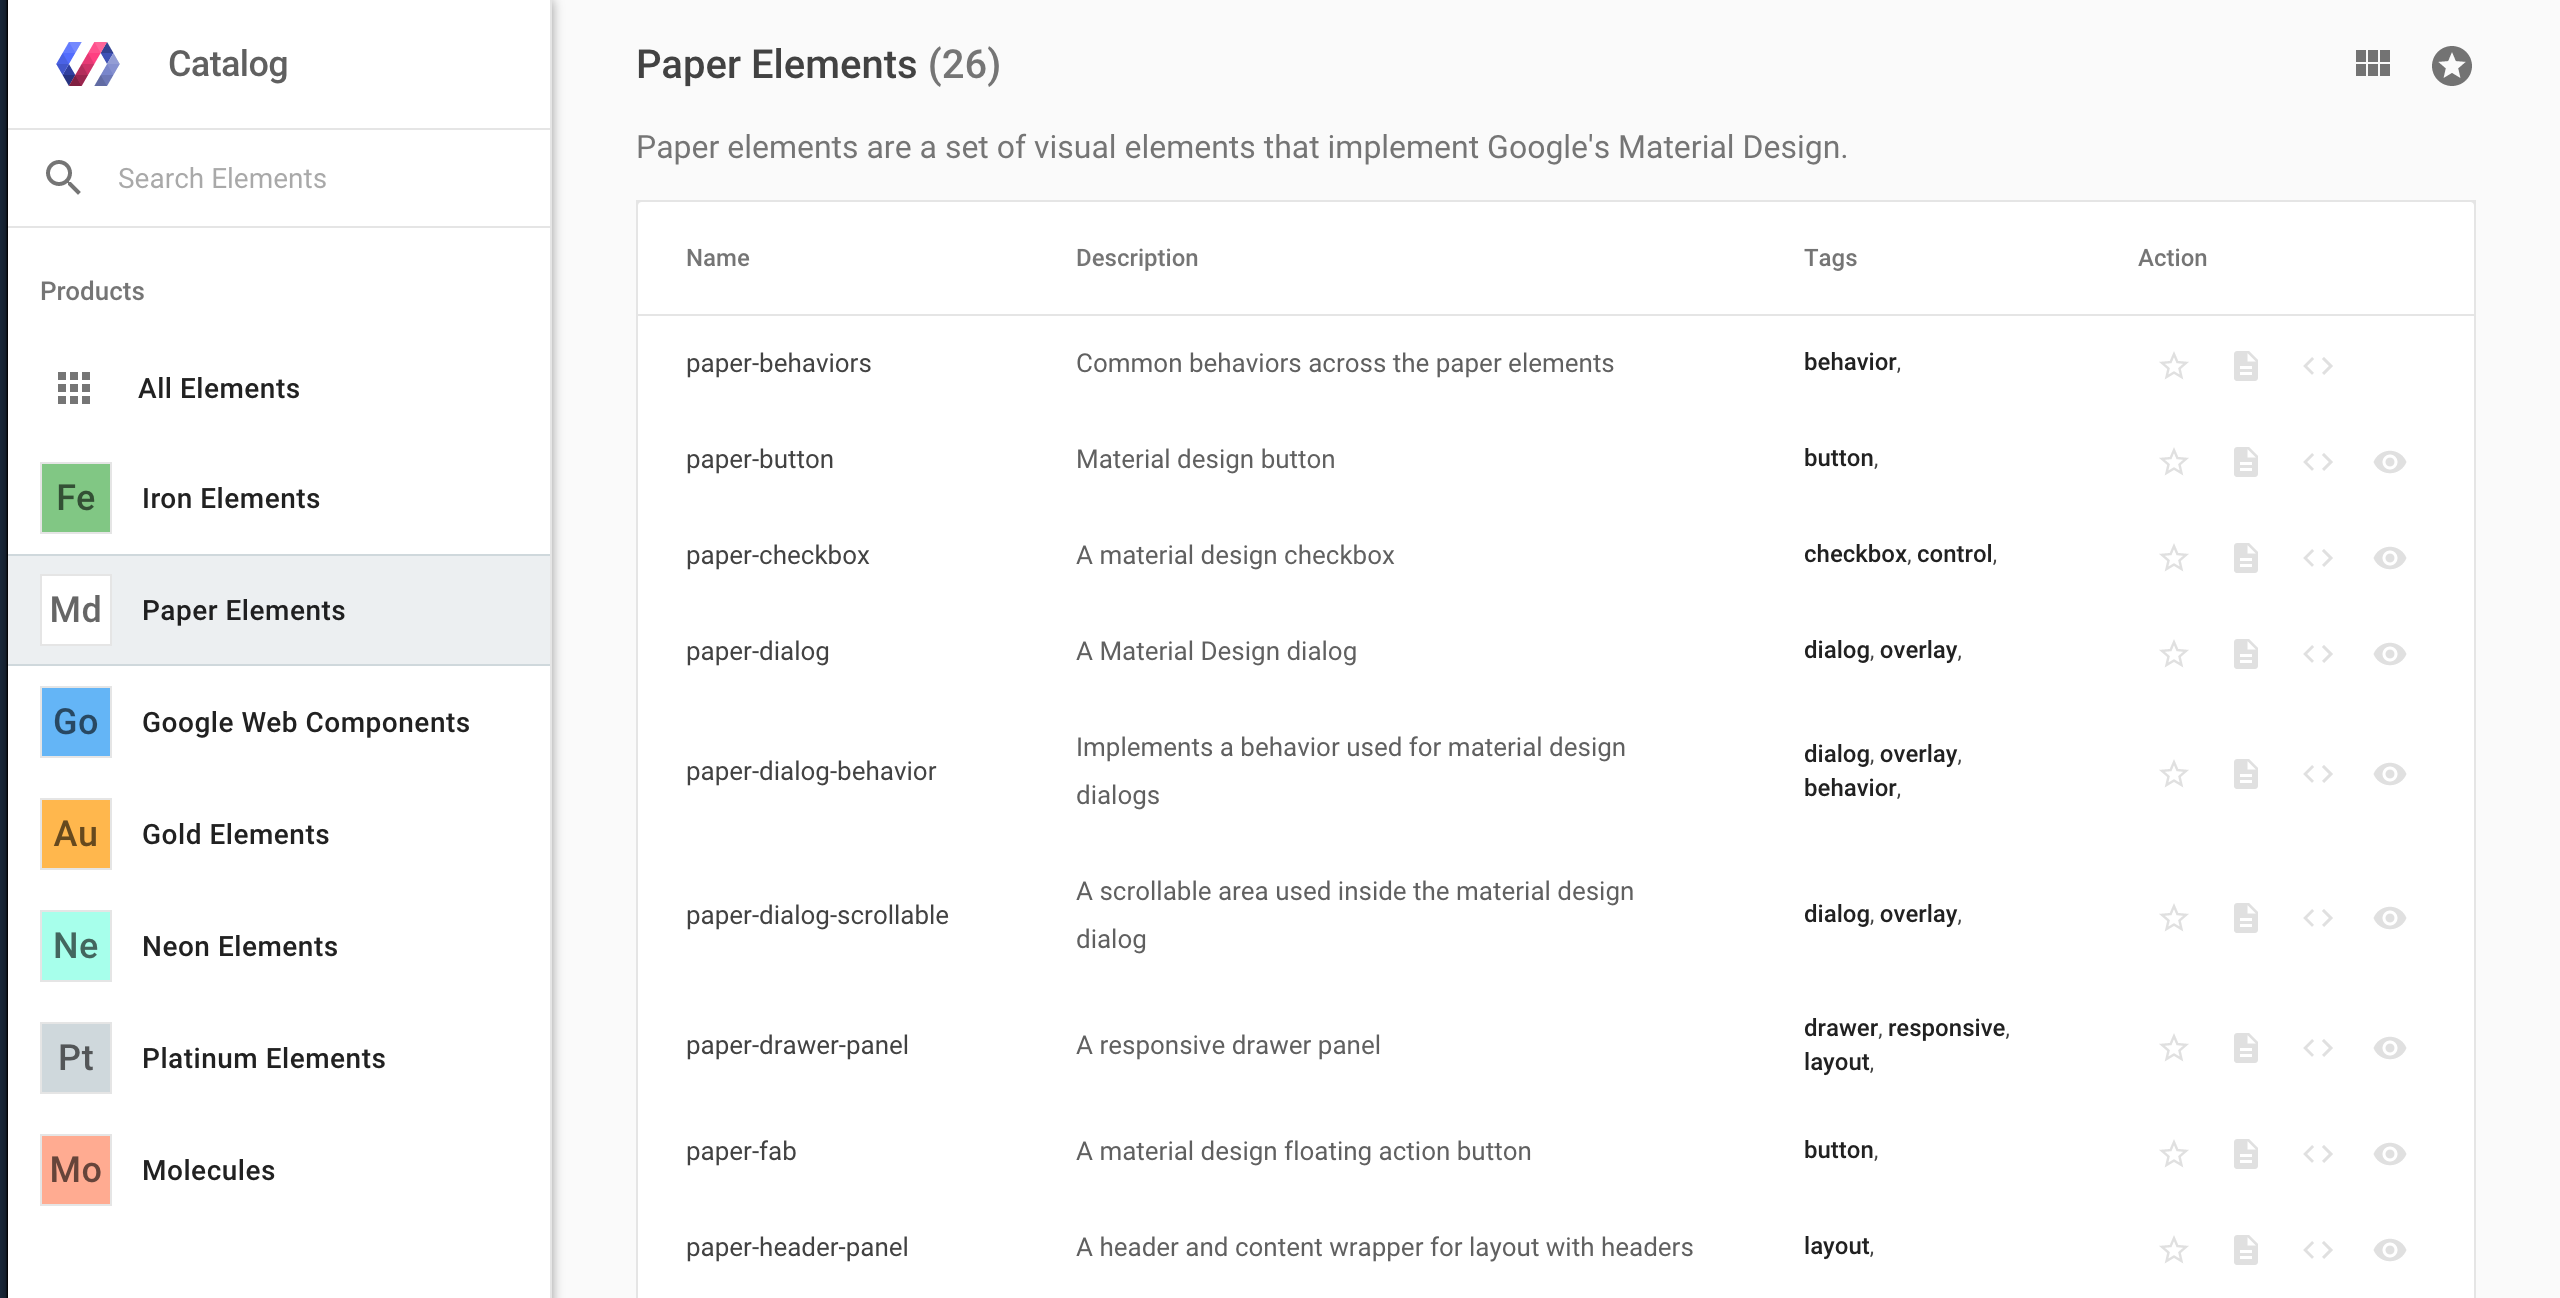 Catalog
Search Elements
Products
All Elements
Fe Iron Elements
Md Paper Elements
Go Google Web Components
Au Gold Elements
Ne Neon Elements
Pt Platinum Elements
Mo Molecules
Paper Elements (26)
Paper elements are a set of visual elements that implement Google's Material Design.
Name Description Tags Action
paper-behaviors Common behaviors across the paper elements behavior,
paper-button Material design button button,
paper-checkbox A material design checkbox checkbox, control,
paper-dialog A Material Design dialog dialog, overlay,
paper-dialog-behavior Implements a behavior used for material design
dialogs
dialog, overlay,
behavior,
paper-dialog-scrollable A scrollable area used inside the material design
dialog
dialog, overlay,
paper-drawer-panel A responsive drawer panel drawer, responsive,
layout,
paper-fab A material design floating action button button,
paper-header-panel A header and content wrapper for layout with headers layout,